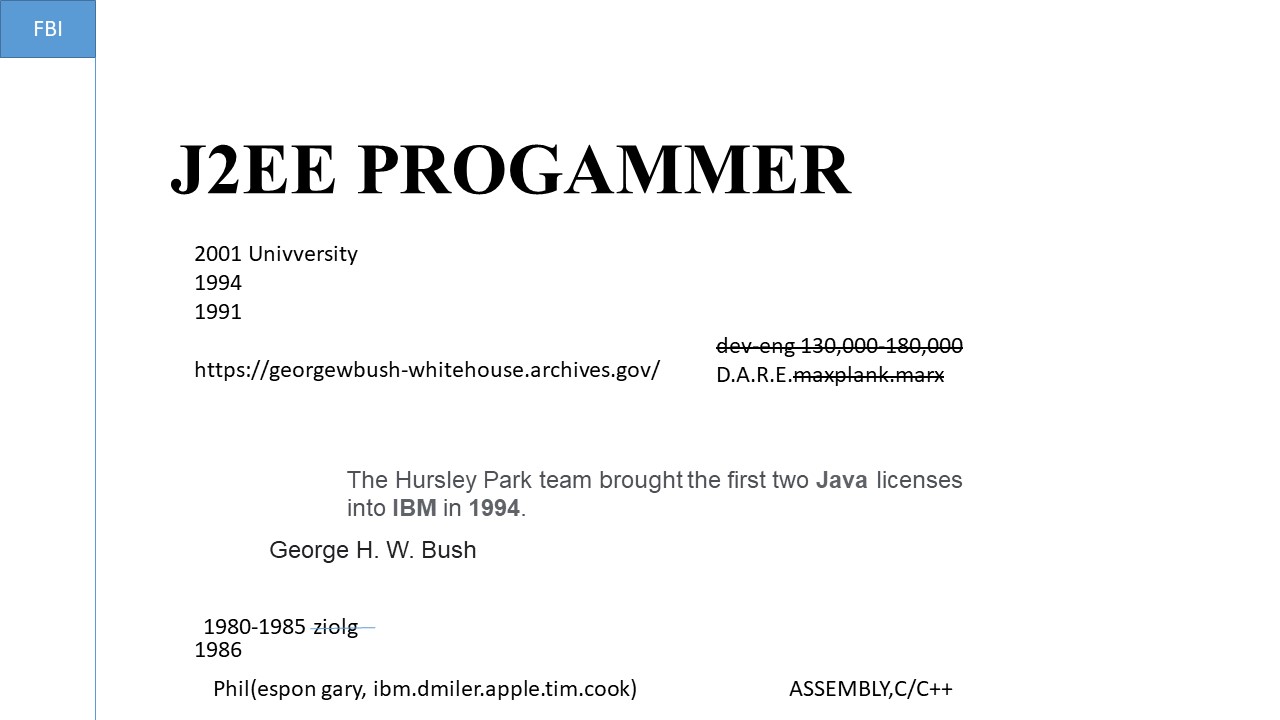 FBI
J2EE PROGAMMER
2001 Univversity
1994
1991
dev-eng 130,000-180,000
https://georgewbush-whitehouse.archives.gov/
D.A.R.E.maxplank.marx
The Hursley Park team brought the first two Java licenses
into IBM in 1994.
George H. W. Bush
1980-1985 ziolg
1986
Phil(espon gary, ibm.dmiler.apple.tim.cook)
ASSEMBLY,C/C++